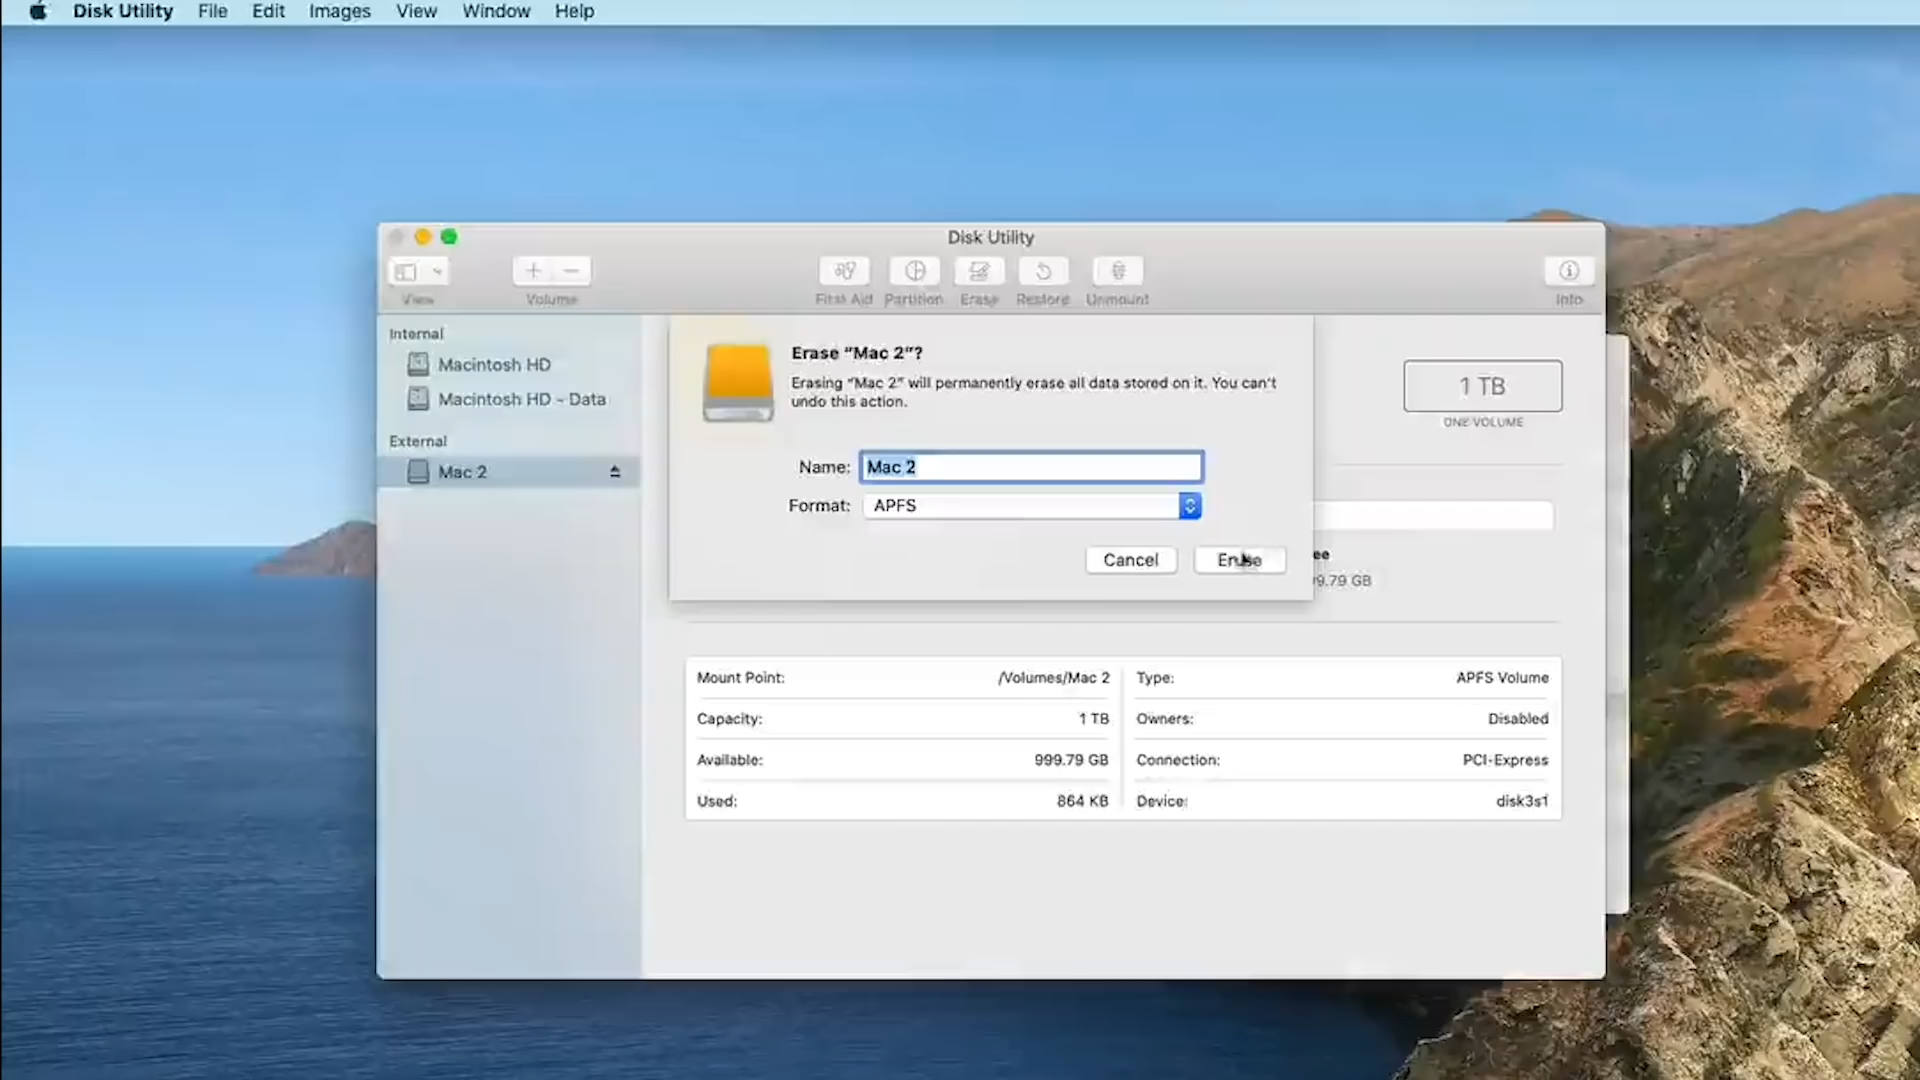 Disk Utility File Edit Images View Window Help
Disk Utility
View Volume First Aid Partition Erase Restore Unmount Info
Internal
Macintosh HD
Macintosh HD - Data
External
Mac 2
Erase “Mac 2”?
Erasing “Mac 2” will permanently erase all data stored on it. You can't
undo this action.
Name: Mac 2
Format: APFS
Cancel Erase
1 TB
ONE VOLUME
ee
9.79 GB
Mount Point: /Volumes/Mac 2
Capacity: 1 TB
Available: 999.79 GB
Used: 864 KB
Type: APFS Volume
Owners: Disabled
Connection: PCI-Express
Device: disk3s1